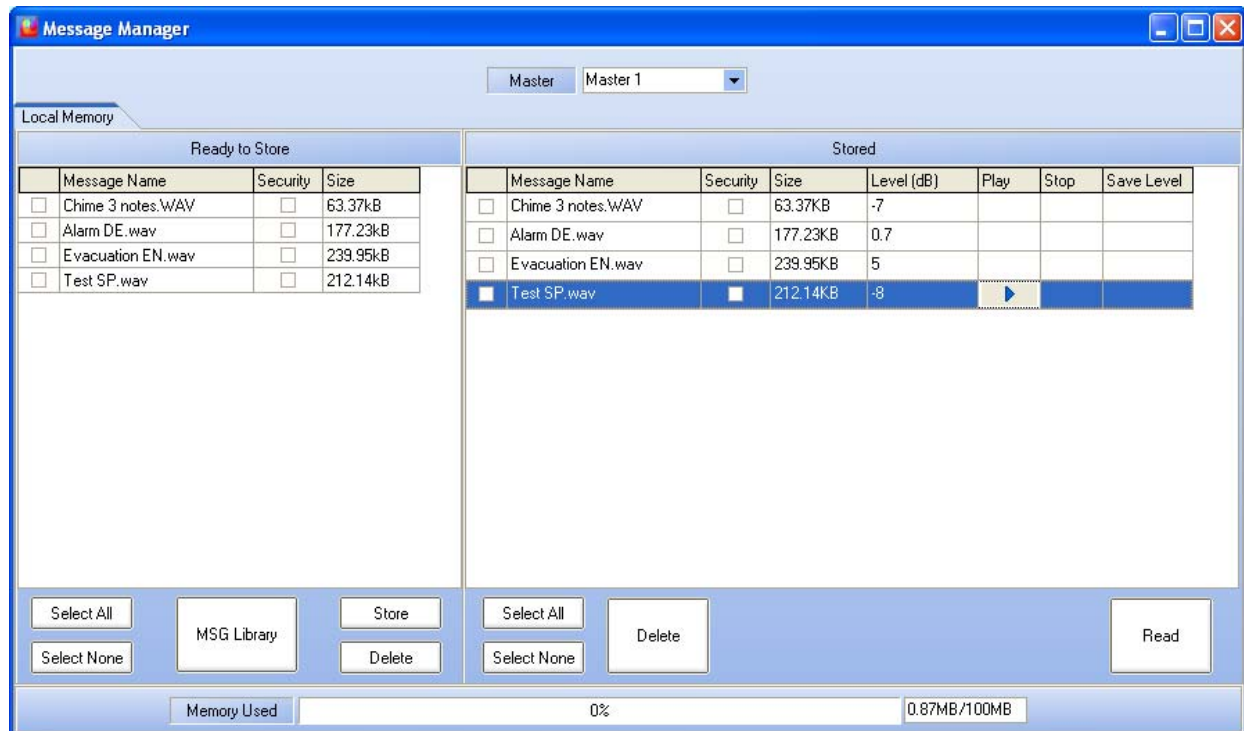 Message Manager
Master Master 1
Local Memory
Ready to Store
Message Name Security Size
Chime 3 notes.WAV 63.37kB
Alarm DE.wav 177.23kB
Evacuation EN.wav 239.95kB
Test SP.wav 212.14kB
Select All
Select None
MSG Library
Store
Delete
Stored
Message Name Security Size Level (dB) Play Stop Save Level
Chime 3 notes.WAV 63.37KB -7
Alarm DE.wav 177.23KB 0.7
Evacuation EN.wav 239.95KB 5
Test SP.wav 212.14KB -8
Select All
Select None
Delete
Read
Memory Used 0% 0.87MB/100MB